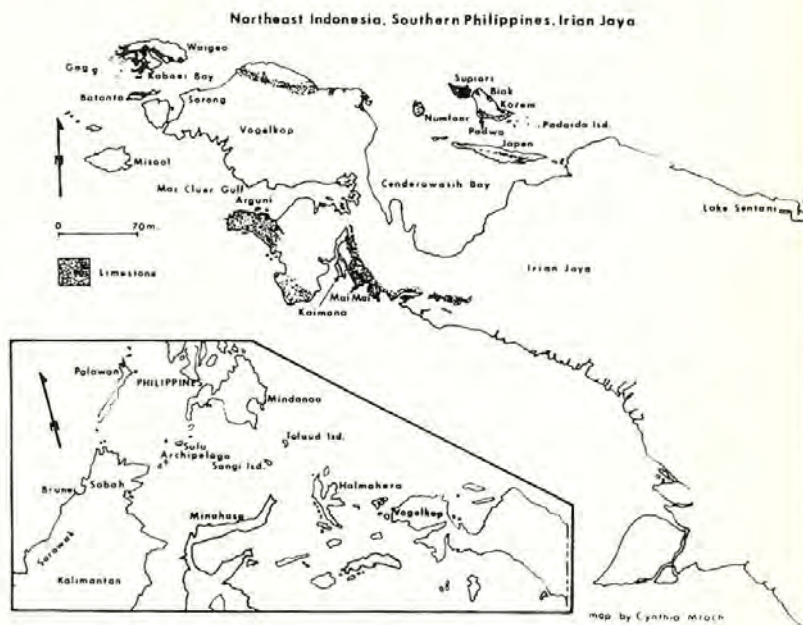 Northeast Indonesia, Southern Philippines, Irian Jaya
Waigeo
Gag
Kabaei Bay
Batanta
Sorong
Vogelkop
Misool
Mac Cluer Gulf
Arguni
Supiori
Biak
Korem
Numfoor
Padwa
Padaido Isd.
Japen
Cenderawasih Bay
Lake Sentani
Irian Jaya
N
0 70m.
Limestone
Mai Mai
Kaimana
Palawan
PHILIPPINES
Mindanao
N
Sulu
Archipelago
Talaud Isd.
Sangi Isd.
Sabah
Brunei
Halmahera
Vogelkop
Minahasa
Sarawak
Kalimantan
map by Cynthia Mroch